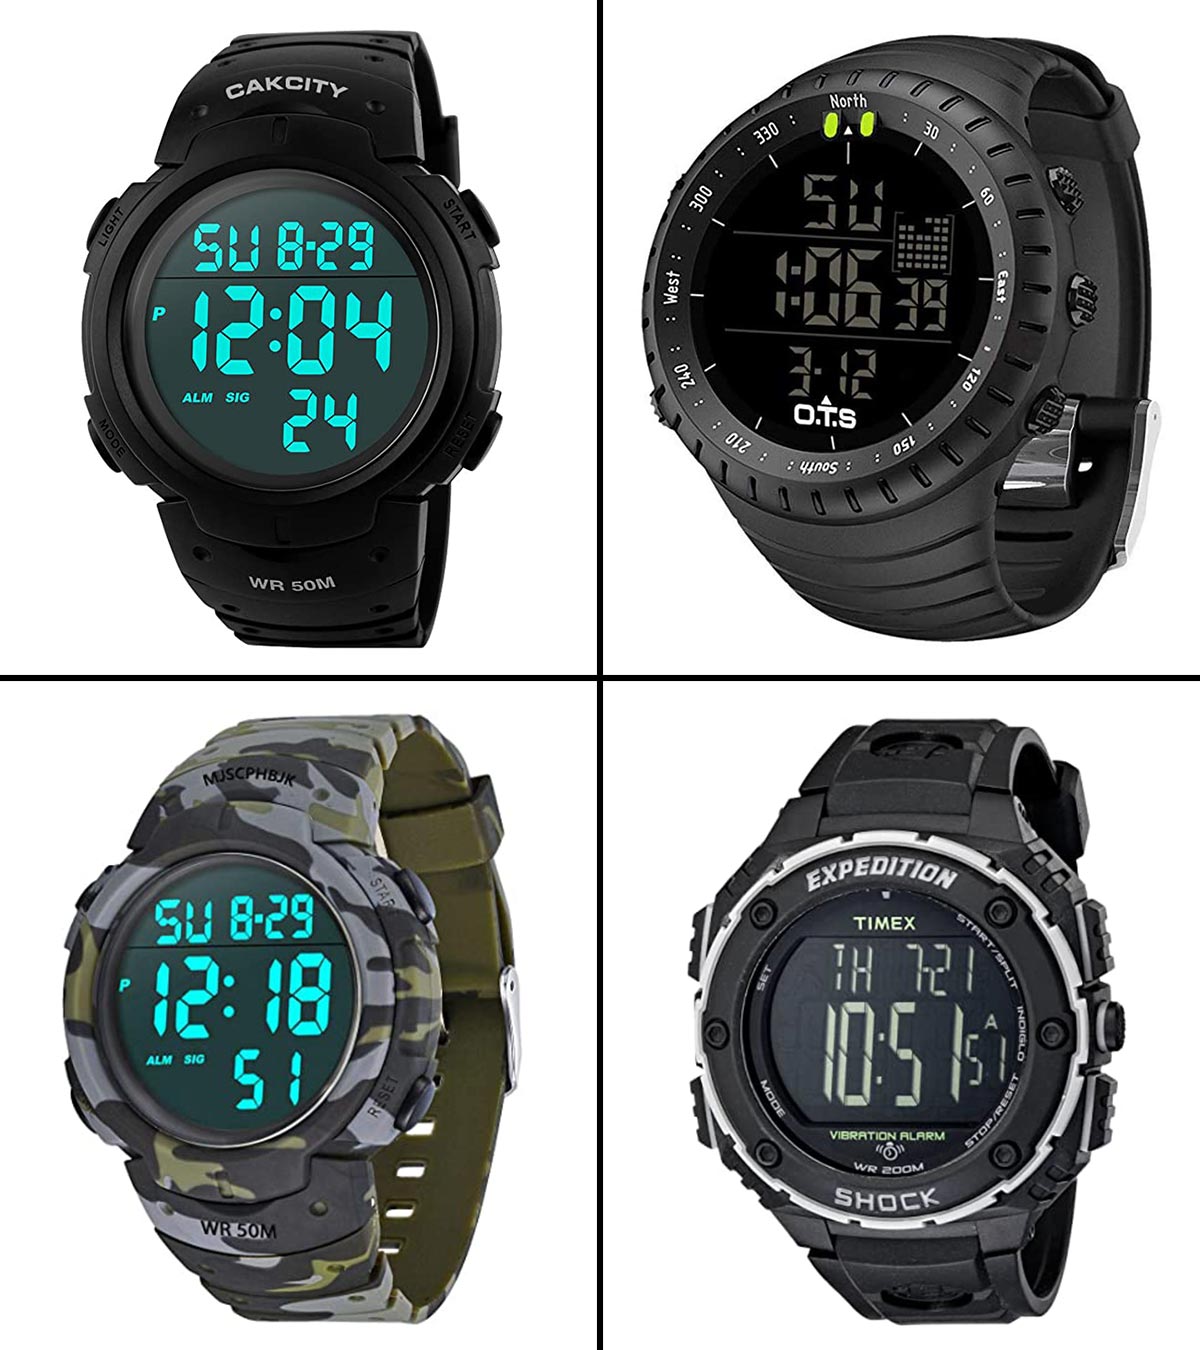 CAKCITY
LIGHT
START
SU 8-29
P 12:04
ALM SIG 24
MODE
RESET
WR 50M
North
330
30
300
60
SU
West
East
1:06 39
3-12
240
120
O.T.S
210
150
South
MJSCPHBJK
STAR
SU 8-29
P 12:18
ALM SIG 51
RESET
WR 50M
EXPEDITION
TIMEX
START/SPLIT
SET
TH 7-21
INDIGLO
10:51 A 51
MODE
STOP/RESET
VIBRATION ALARM
WR 200M
SHOCK